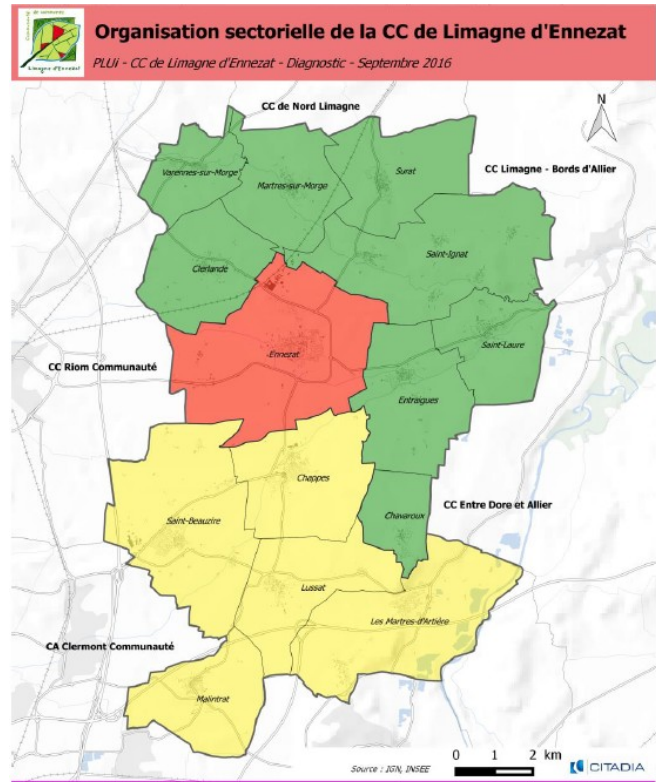 Organisation sectorielle de la CC de Limagne d'Ennezat
PLUi - CC de Limagne d'Ennezat - Diagnostic - Septembre 2016
Limagne d'Ennezat
CC de Nord Limagne
N
Varennes-sur-Morge
Martres-sur-Morge
Surat
CC Limagne - Bords d'Allier
Clerlande
Saint-Ignat
Ennezat
Saint-Laure
CC Riom Communauté
Entraigues
Chappes
Saint-Beauzire
Chavaroux
CC Entre Dore et Allier
Lussat
Les Martres-d'Artière
CA Clermont Communauté
Malintrat
Source : IGN, INSEE
0 1 2 km
CITADIA